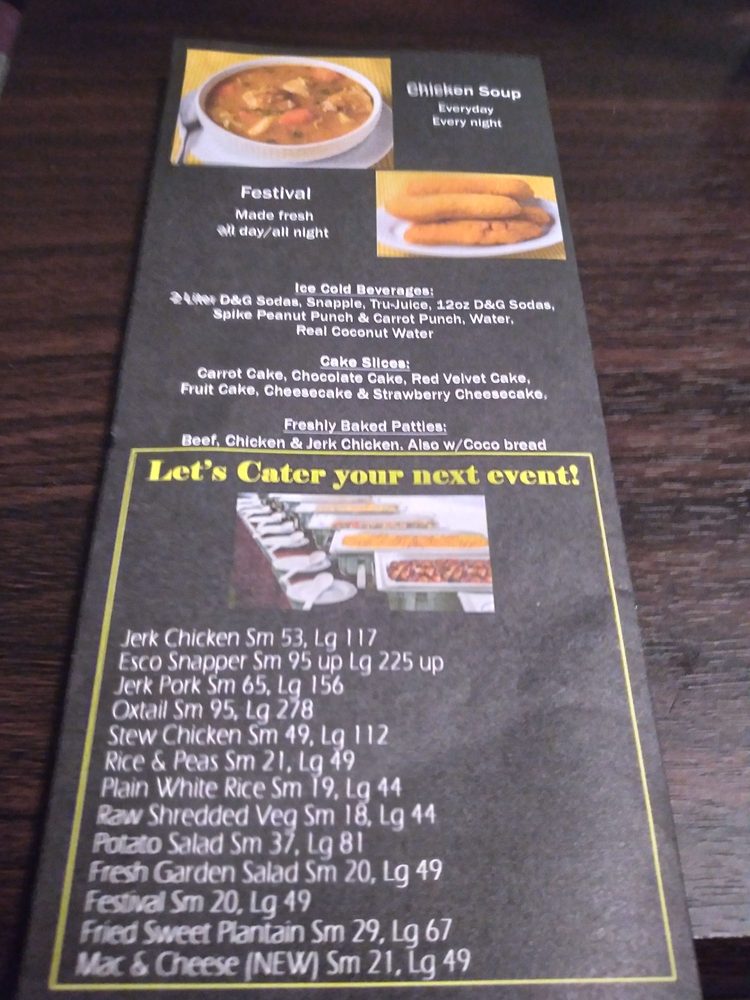 Chicken Soup
Everyday
Every night
Festival
Made fresh
all day/all night
Ice Cold Beverages:
2 Liter D&G Sodas, Snapple, Tru-Juice, 12oz D&G Sodas,
Spike Peanut Punch & Carrot Punch, Water,
Real Coconut Water
Cake Slices:
Carrot Cake, Chocolate Cake, Red Velvet Cake,
Fruit Cake, Cheesecake & Strawberry Cheesecake,
Freshly Baked Patties:
Beef, Chicken & Jerk Chicken. Also w/Coco bread
Let's Cater your next event!
Jerk Chicken Sm 53, Lg 117
Esco Snapper Sm 95 up Lg 225 up
Jerk Pork Sm 65, Lg 156
Oxtail Sm 95, Lg 278
Stew Chicken Sm 49, Lg 112
Rice & Peas Sm 21, Lg 49
Plain White Rice Sm 19, Lg 44
Raw Shredded Veg Sm 18, Lg 44
Potato Salad Sm 37, Lg 81
Fresh Garden Salad Sm 20, Lg 49
Festival Sm 20, Lg 49
Fried Sweet Plantain Sm 29, Lg 67
Mac & Cheese (NEW) Sm 21, Lg 49